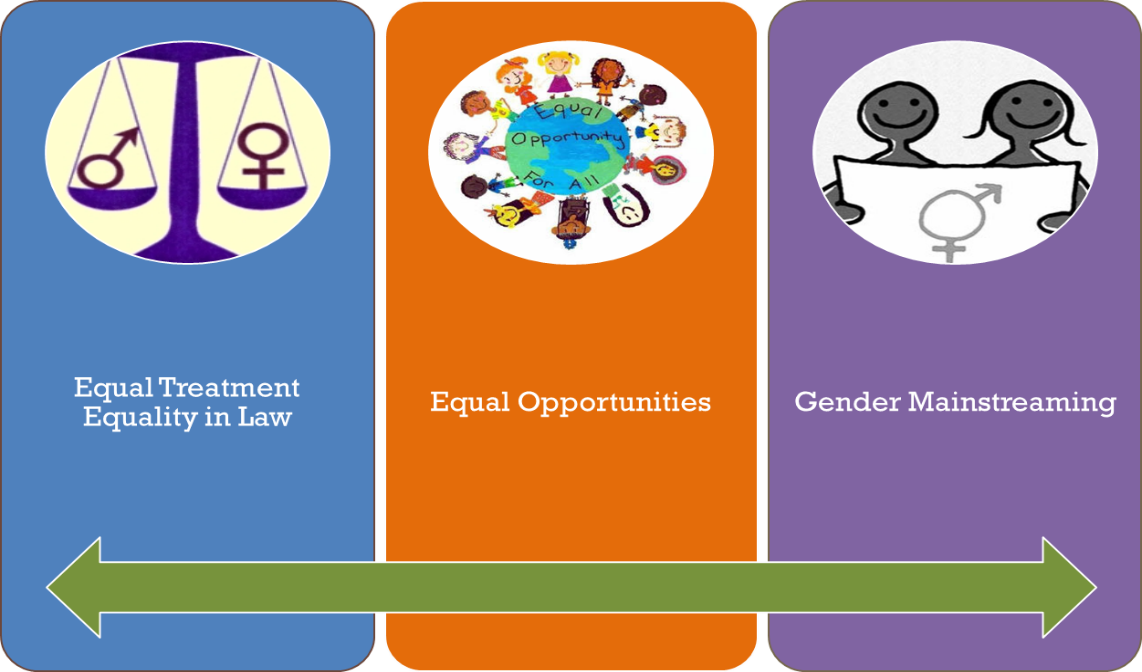 Equal
Opportunity
For All
Equal Treatment
Equality in Law
Equal Opportunities
Gender Mainstreaming